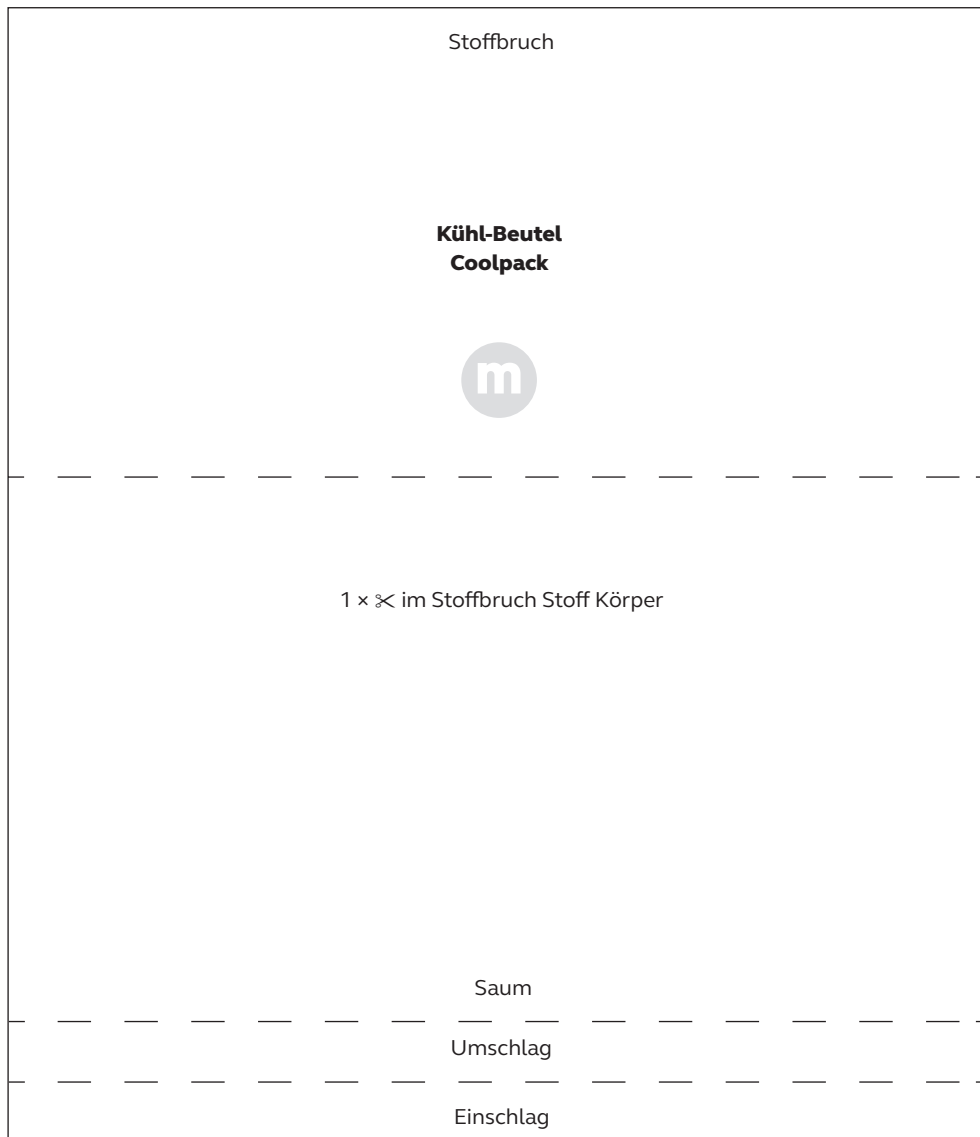 Stoffbruch
Kühl-Beutel
Coolpack
m
1 × ✂ im Stoffbruch Stoff Körper
Saum
Umschlag
Einschlag